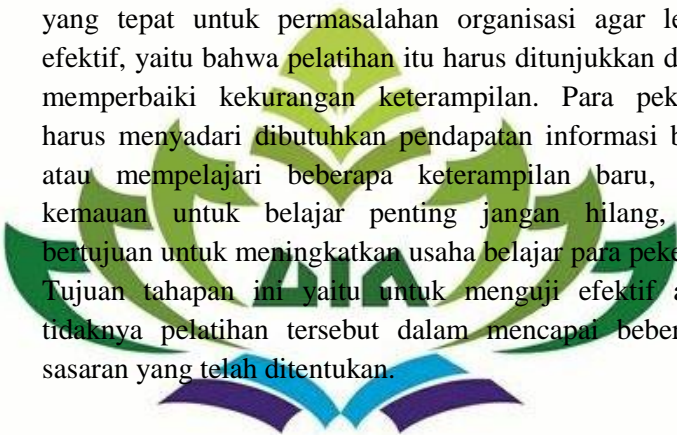 yang tepat untuk permasalahan organisasi agar le
efektif, yaitu bahwa pelatihan itu harus ditunjukkan d
memperbaiki kekurangan keterampilan. Para pek
harus menyadari dibutuhkan pendapatan informasi b
atau mempelajari beberapa keterampilan baru,
kemauan untuk belajar penting jangan hilang,
bertujuan untuk meningkatkan usaha belajar para peke
Tujuan tahapan ini yaitu untuk menguji efektif a
tidaknya pelatihan tersebut dalam mencapai beber
sasaran yang telah ditentukan.